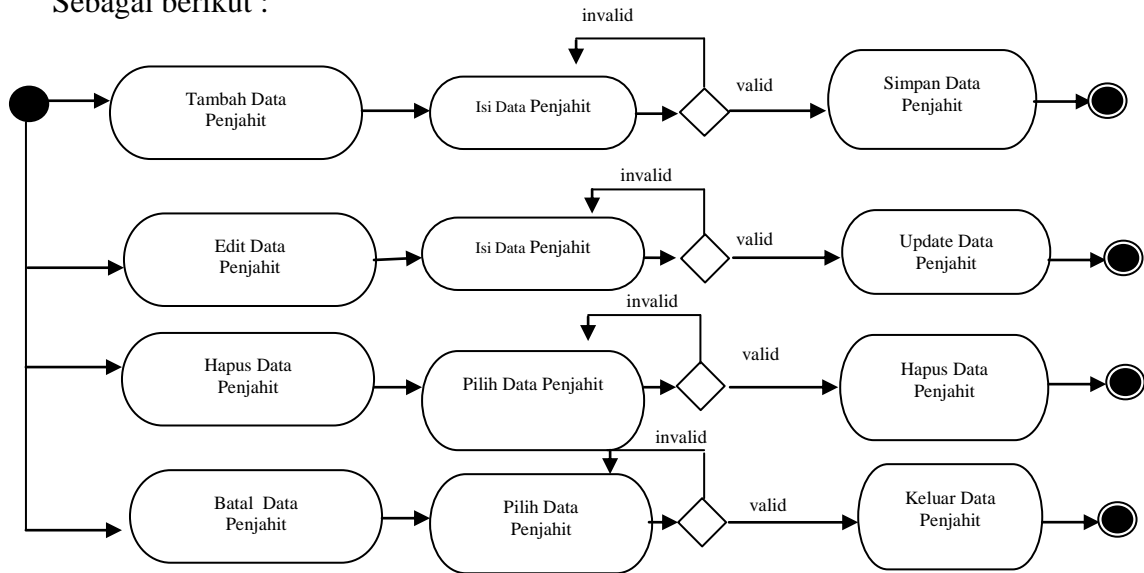 Sebagai berikut :
invalid
Tambah Data
Penjahit
Isi Data Penjahit
valid
Simpan Data
Penjahit
invalid
Edit Data
Penjahit
Isi Data Penjahit
valid
Update Data
Penjahit
invalid
Hapus Data
Penjahit
Pilih Data Penjahit
valid
Hapus Data
Penjahit
invalid
Batal Data
Penjahit
Pilih Data
Penjahit
valid
Keluar Data
Penjahit